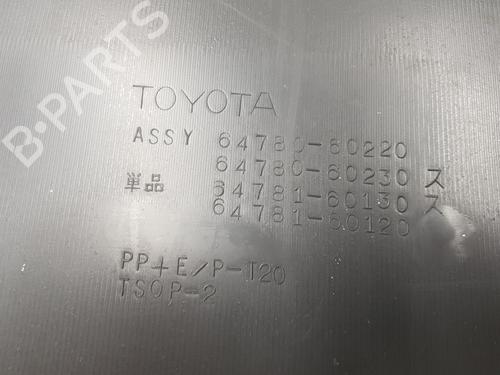 B-PARTS
TOYOTA
ASSY 64780-60220
64780-60230 ス
単品 64781-60130 ス
64781-60120
PP+E/P-T20
TSOP-2